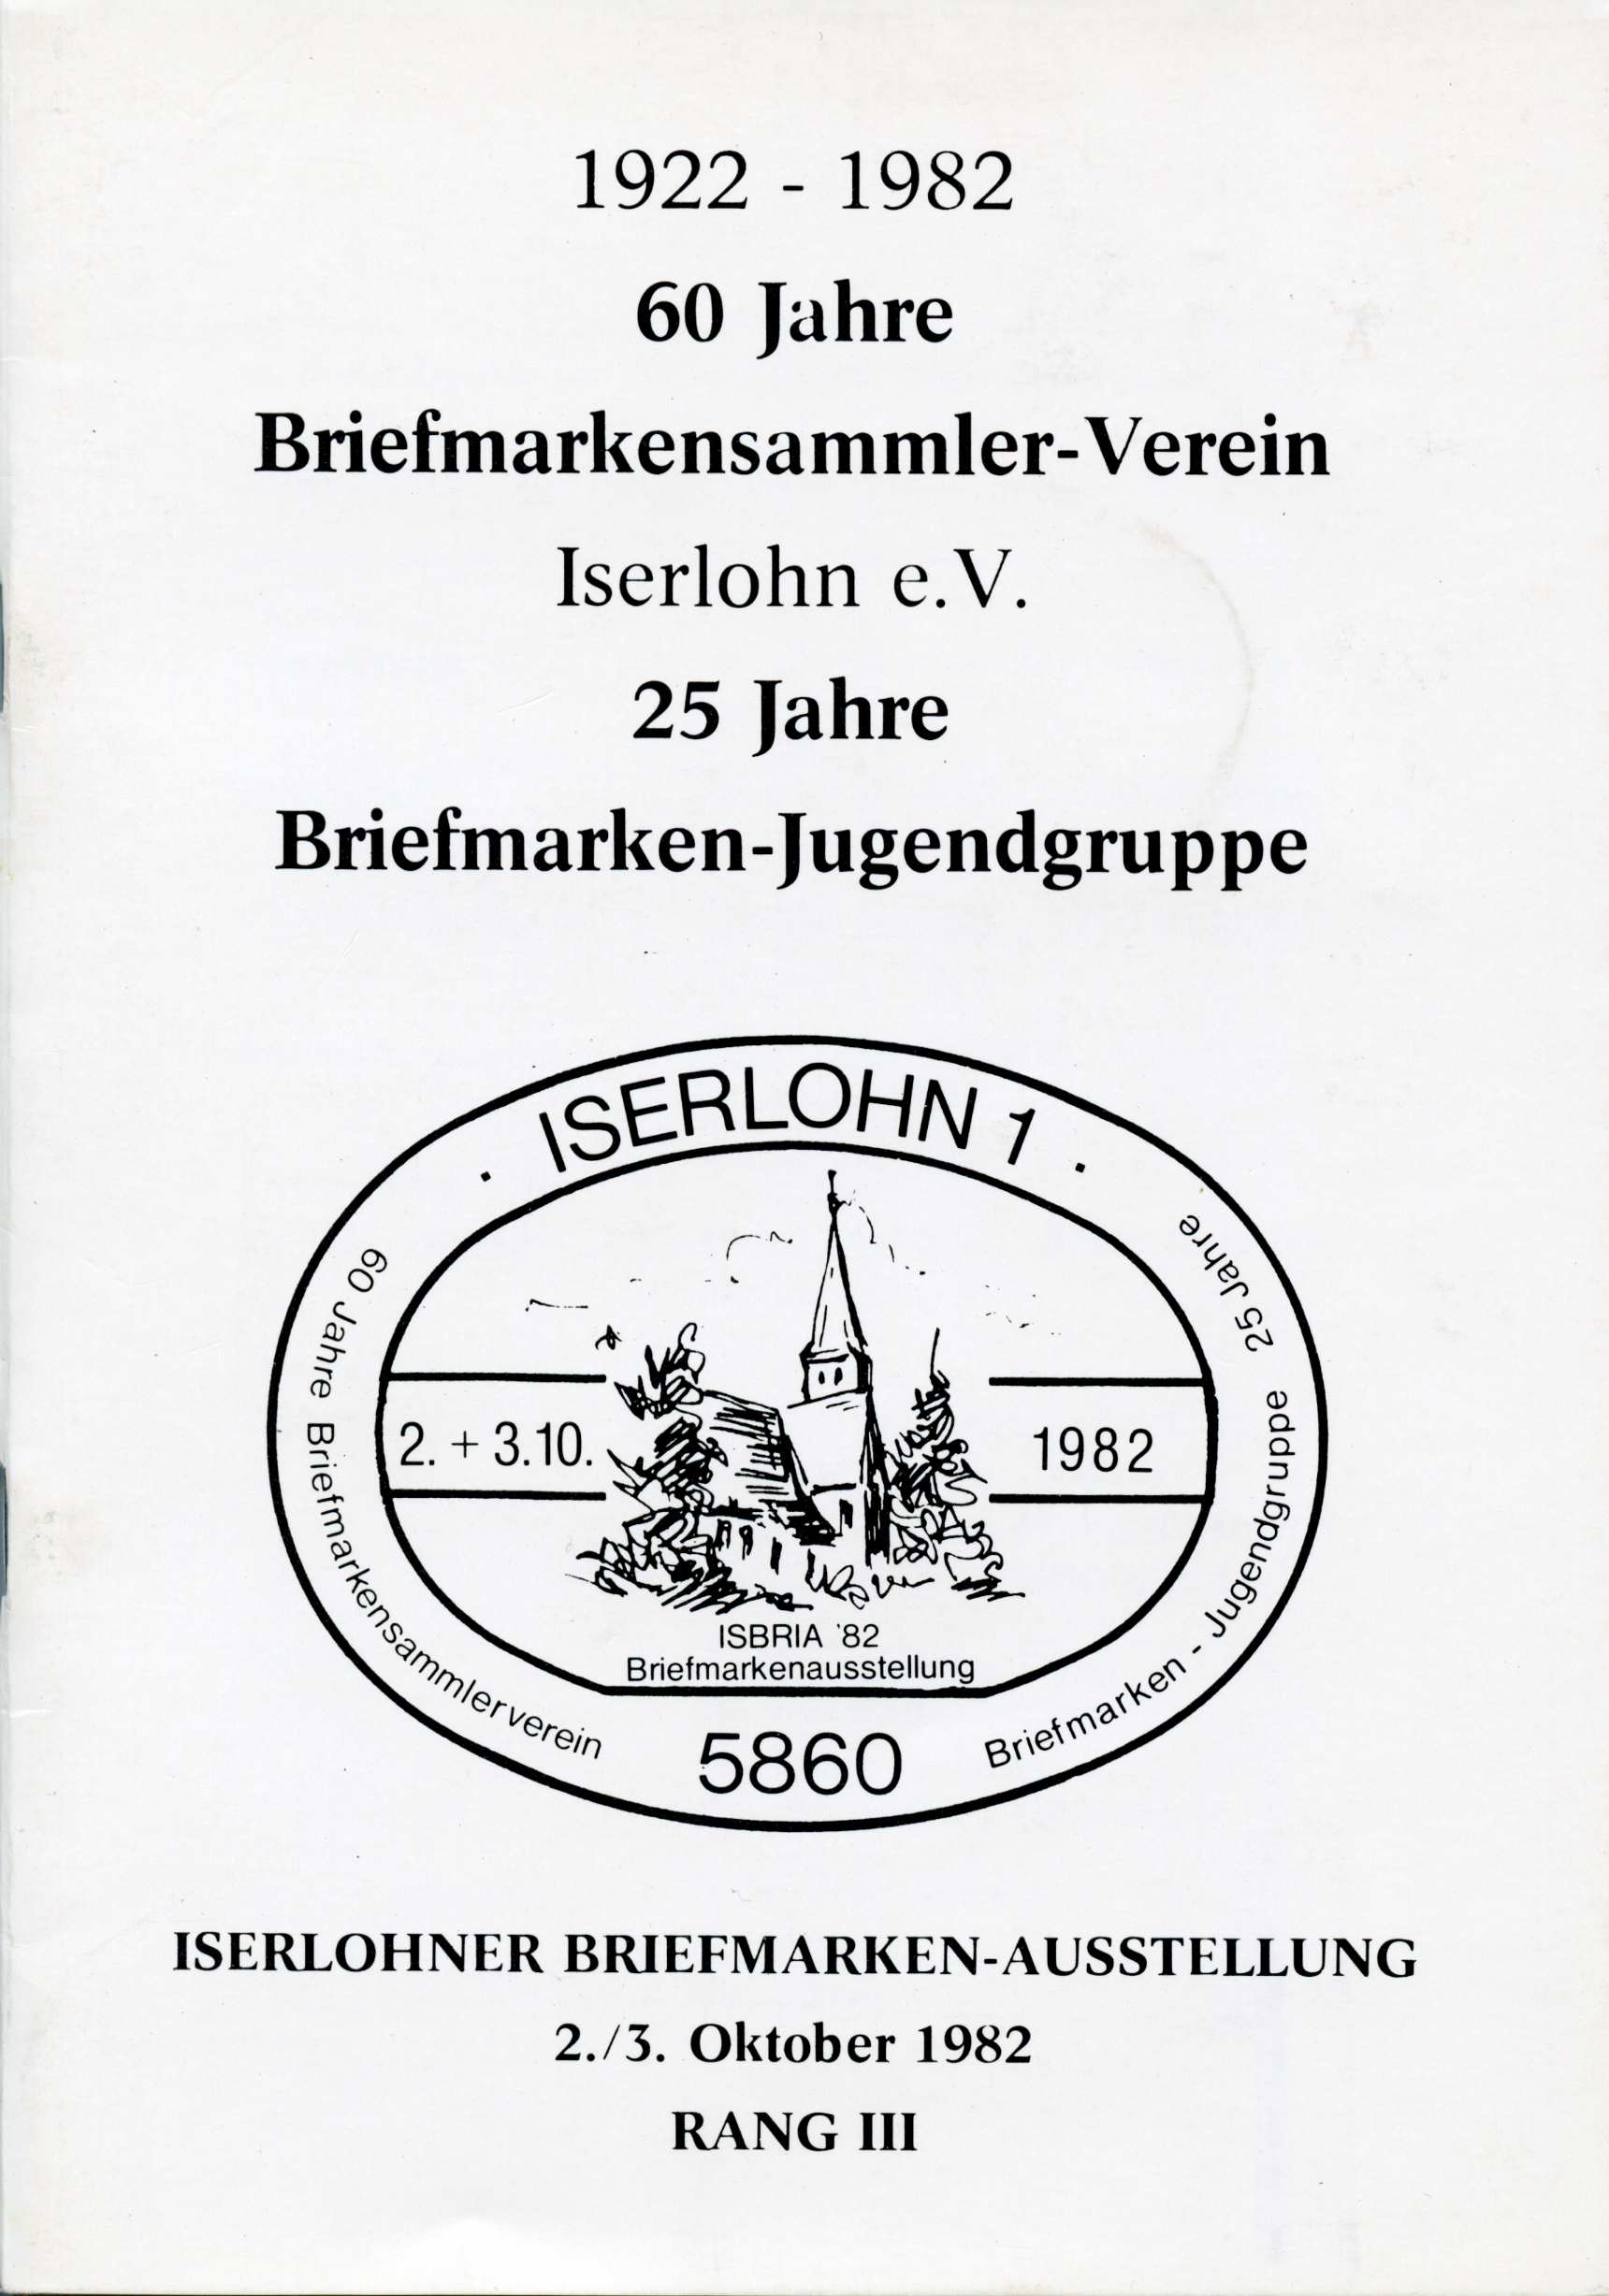 1922 - 1982
60 Jahre
Briefmarkensammler-Verein
Iserlohn e.V.
25 Jahre
Briefmarken-Jugendgruppe
· ISERLOHN 1 ·
60 Jahre Briefmarkensammlerverein
25 Jahre
Briefmarken - Jugendgruppe
2. + 3.10.
1982
ISBRIA '82
Briefmarkenausstellung
5860
ISERLOHNER BRIEFMARKEN-AUSSTELLUNG
2./3. Oktober 1982
RANG III